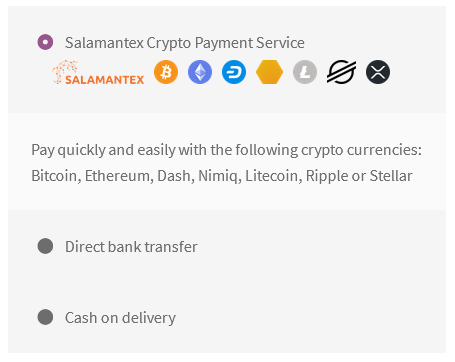 Salamantex Crypto Payment Service
SALAMANTEX
Pay quickly and easily with the following crypto currencies:
Bitcoin, Ethereum, Dash, Nimiq, Litecoin, Ripple or Stellar
Direct bank transfer
Cash on delivery